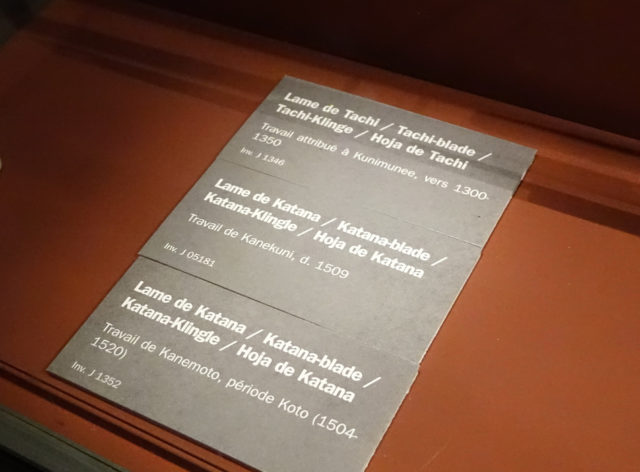 Lame de Tachi / Tachi-blade /
Tachi-Klinge / Hoja de Tachi
Travail attribué à Kunimunee, vers 1300-
1350
Inv. J 1346
Lame de Katana / Katana-blade /
Katana-Klingle / Hoja de Katana
Travail de Kanekuni, d. 1509
Inv. J 05181
Lame de Katana / Katana-blade /
Katana-Klingle / Hoja de Katana
Travail de Kanemoto, période Koto (1504-
1520)
Inv. J 1352